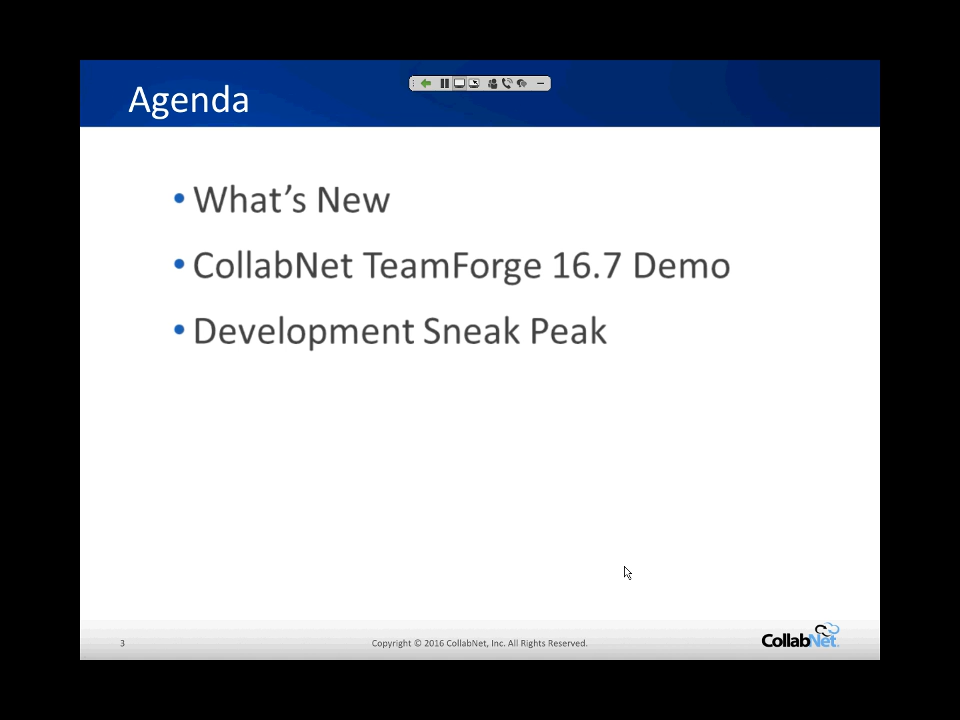 Agenda
• What's New
• CollabNet TeamForge 16.7 Demo
• Development Sneak Peak
3
Copyright © 2016 CollabNet, Inc. All Rights Reserved.
CollabNet